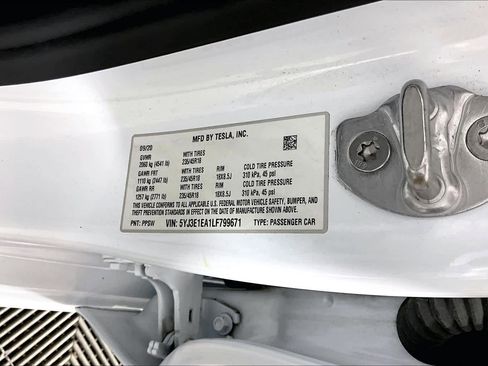 MFD BY TESLA, INC.
09/20
GVWR WITH TIRES
2060 kg (4541 lb) 235/45R18
GAWR FRT WITH TIRES RIM COLD TIRE PRESSURE
1110 kg (2447 lb) 235/45R18 18X8.5J 310 kPa, 45 psi
GAWR RR WITH TIRES RIM COLD TIRE PRESSURE
1257 kg (2771 lb) 235/45R18 18X8.5J 310 kPa, 45 psi
THIS VEHICLE CONFORMS TO ALL APPLICABLE U.S. FEDERAL MOTOR VEHICLE SAFETY, BUMPER, AND
THEFT PREVENTION STANDARDS IN EFFECT ON THE DATE OF MANUFACTURE SHOWN ABOVE.
PNT: PPSW VIN: 5YJ3E1EA1LF799671 TYPE: PASSENGER CAR